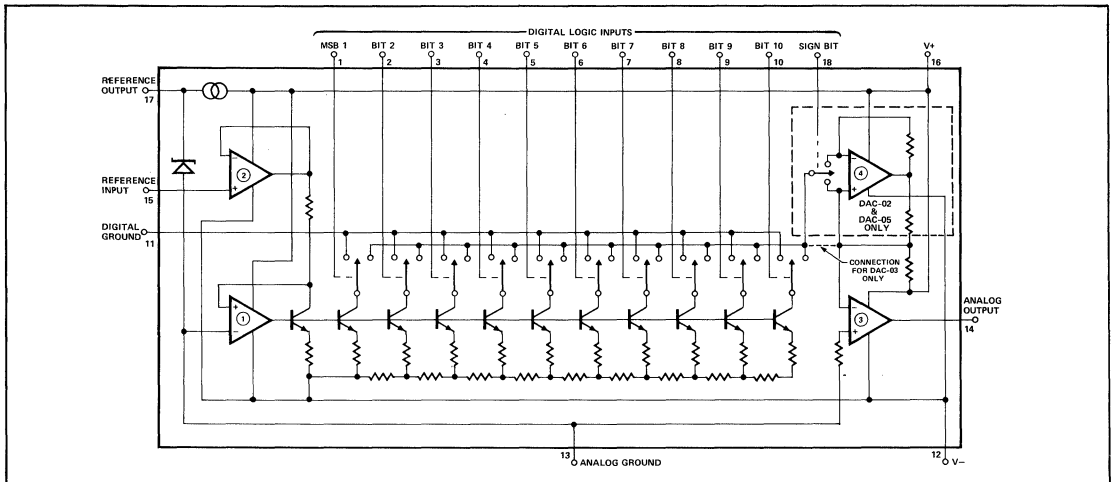 DIGITAL LOGIC INPUTS
MSB 1 BIT 2 BIT 3 BIT 4 BIT 5 BIT 6 BIT 7 BIT 8 BIT 9 BIT 10 SIGN BIT V+
1 2 3 4 5 6 7 8 9 10 18 16
REFERENCE
OUTPUT
17
2
4
REFERENCE
INPUT
15
DAC-02
&
DAC-05
ONLY
DIGITAL
GROUND
11
CONNECTION
FOR DAC-03
ONLY
1
3
ANALOG
OUTPUT
14
13
ANALOG GROUND
12
V–